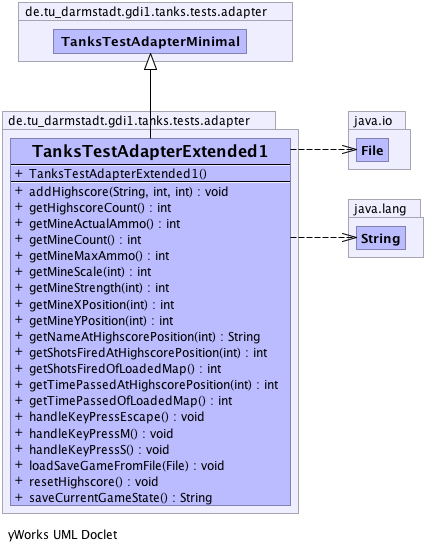 de.tu_darmstadt.gdi1.tanks.tests.adapter
TanksTestAdapterMinimal
de.tu_darmstadt.gdi1.tanks.tests.adapter
TanksTestAdapterExtended1
+ TanksTestAdapterExtended1()
+ addHighscore(String, int, int) : void
+ getHighscoreCount() : int
+ getMineActualAmmo() : int
+ getMineCount() : int
+ getMineMaxAmmo() : int
+ getMineScale(int) : int
+ getMineStrength(int) : int
+ getMineXPosition(int) : int
+ getMineYPosition(int) : int
+ getNameAtHighscorePosition(int) : String
+ getShotsFiredAtHighscorePosition(int) : int
+ getShotsFiredOfLoadedMap() : int
+ getTimePassedAtHighscorePosition(int) : int
+ getTimePassedOfLoadedMap() : int
+ handleKeyPressEscape() : void
+ handleKeyPressM() : void
+ handleKeyPressS() : void
+ loadSaveGameFromFile(File) : void
+ resetHighscore() : void
+ saveCurrentGameState() : String
java.io
File
java.lang
String
yWorks UML Doclet